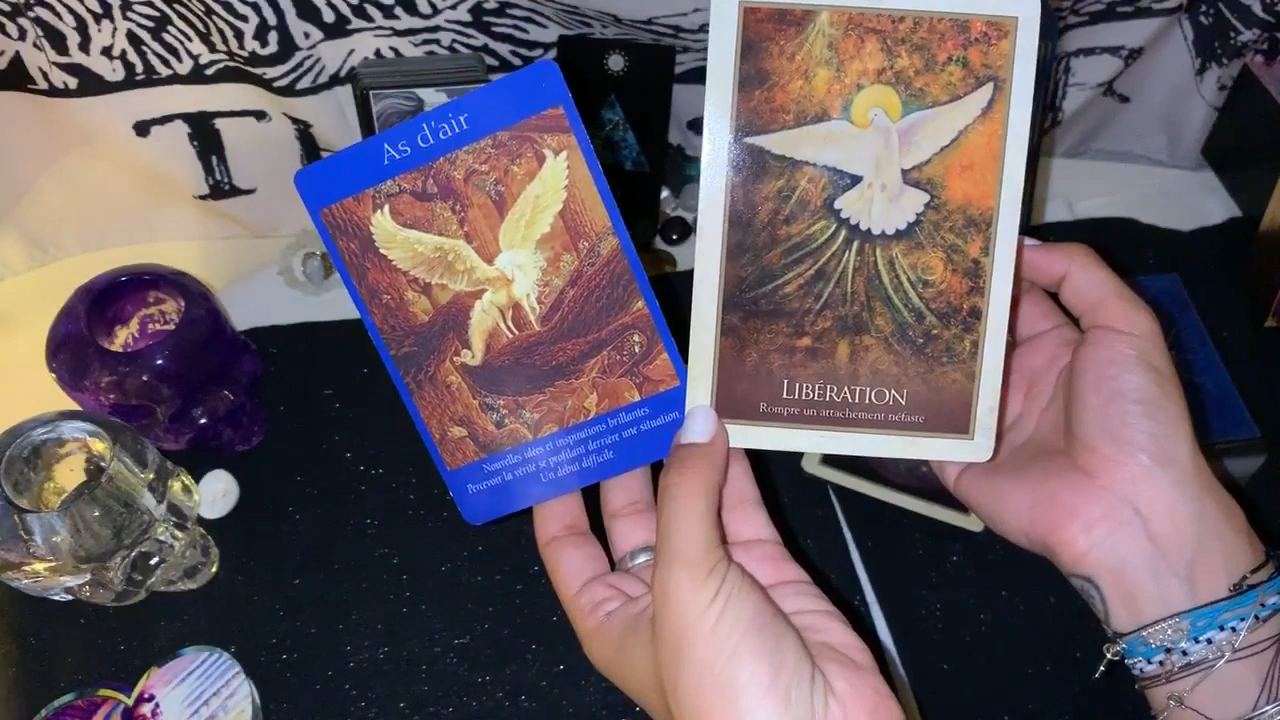 As d'air
Nouvelles idées et inspirations brillantes.
Percevoir la vérité se profilant derrière une situation.
Un début difficile.
LIBÉRATION
Rompre un attachement néfaste